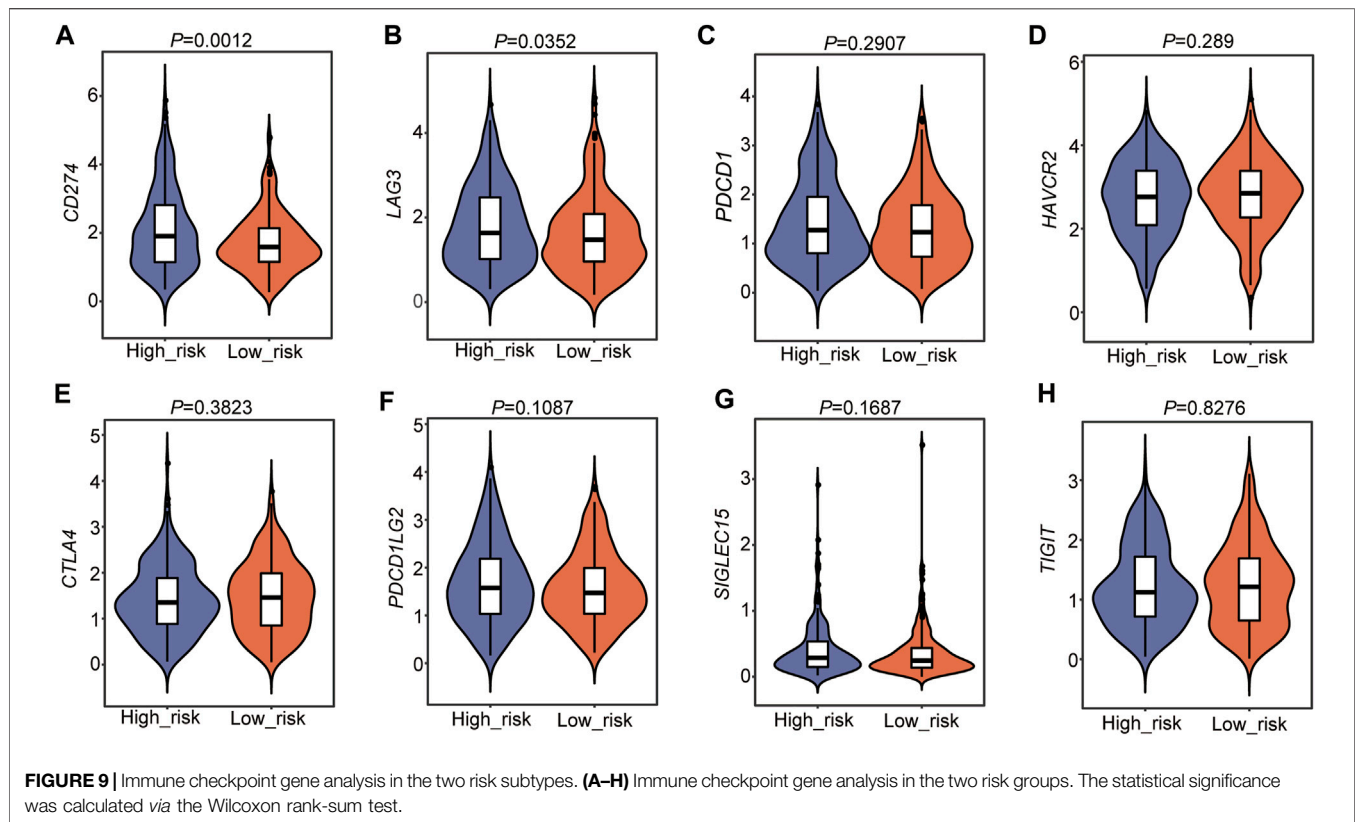 A
P=0.0012
CD274
6
4
2
0
High_risk Low_risk
B
P=0.0352
LAG3
4
2
0
High_risk Low_risk
C
P=0.2907
PDCD1
4
3
2
1
0
High_risk Low_risk
D
P=0.289
HAVCR2
6
4
2
0
High_risk Low_risk
E
P=0.3823
CTLA4
5
4
3
2
1
0
High_risk Low_risk
F
P=0.1087
PDCD1LG2
5
4
3
2
1
0
High_risk Low_risk
G
P=0.1687
SIGLEC15
3
2
1
0
High_risk Low_risk
H
P=0.8276
TIGIT
3
2
1
0
High_risk Low_risk
FIGURE 9 | Immune checkpoint gene analysis in the two risk subtypes. (A–H) Immune checkpoint gene analysis in the two risk groups. The statistical significance
was calculated via the Wilcoxon rank-sum test.